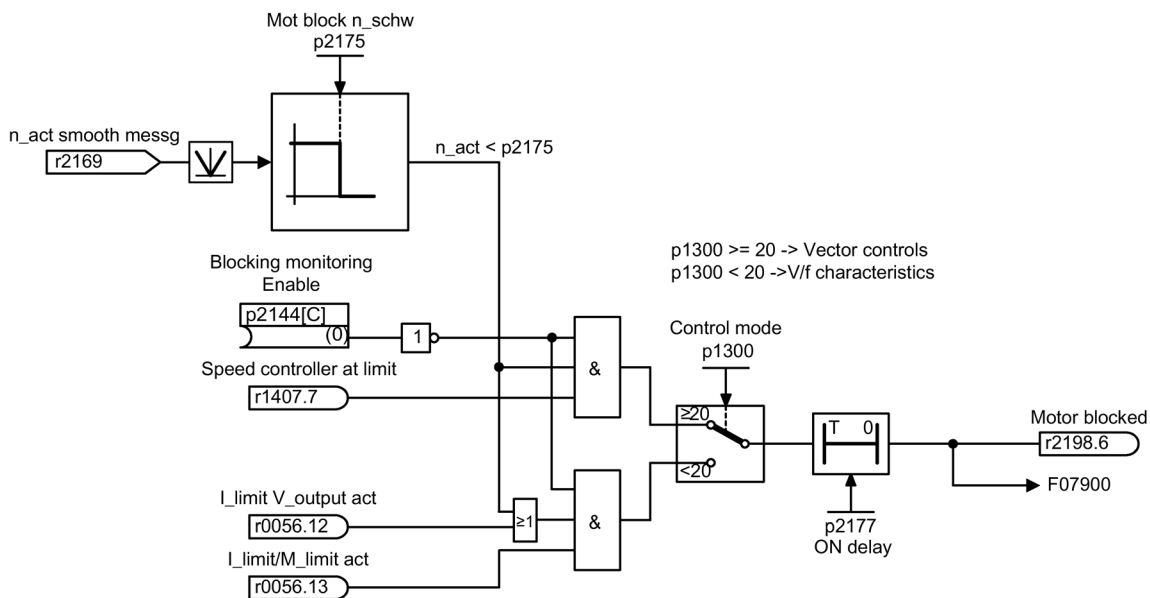 Mot block n_schw
p2175
n_act smooth messg
r2169
n_act < p2175
p1300 >= 20 -> Vector controls
p1300 < 20 ->V/f characteristics
Blocking monitoring
Enable
p2144[C]
(0)
1
Control mode
p1300
Speed controller at limit
r1407.7
&
≥20
<20
T 0
Motor blocked
r2198.6
F07900
I_limit V_output act
r0056.12
≥1
&
p2177
ON delay
I_limit/M_limit act
r0056.13